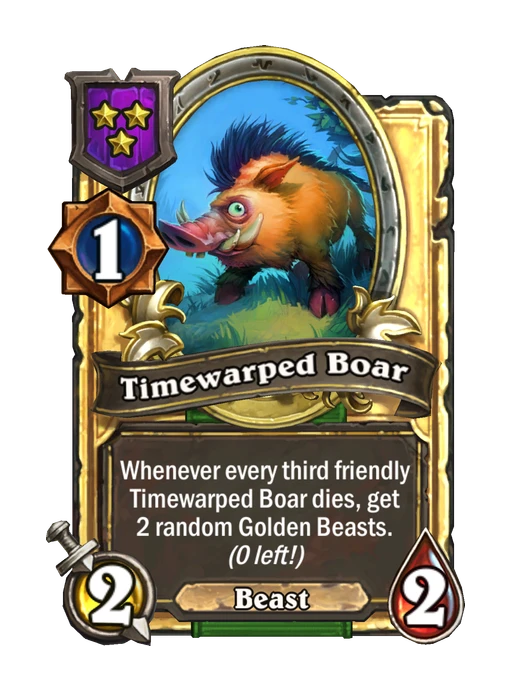 1
Timewarped Boar
Whenever every third friendly
Timewarped Boar dies, get
2 random Golden Beasts.
(0 left!)
2
Beast
2